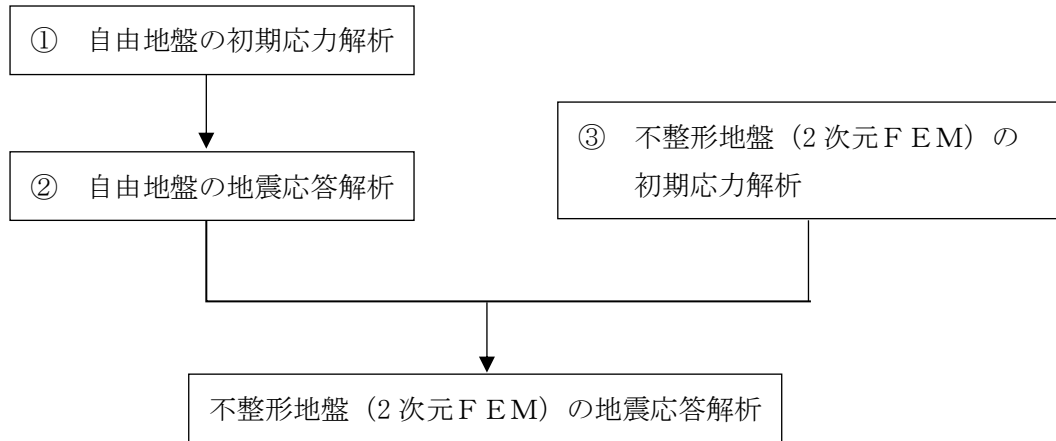 ① 自由地盤の初期応力解析
② 自由地盤の地震応答解析
③ 不整形地盤（2 次元ＦＥＭ）の
初期応力解析
不整形地盤（2 次元ＦＥＭ）の地震応答解析